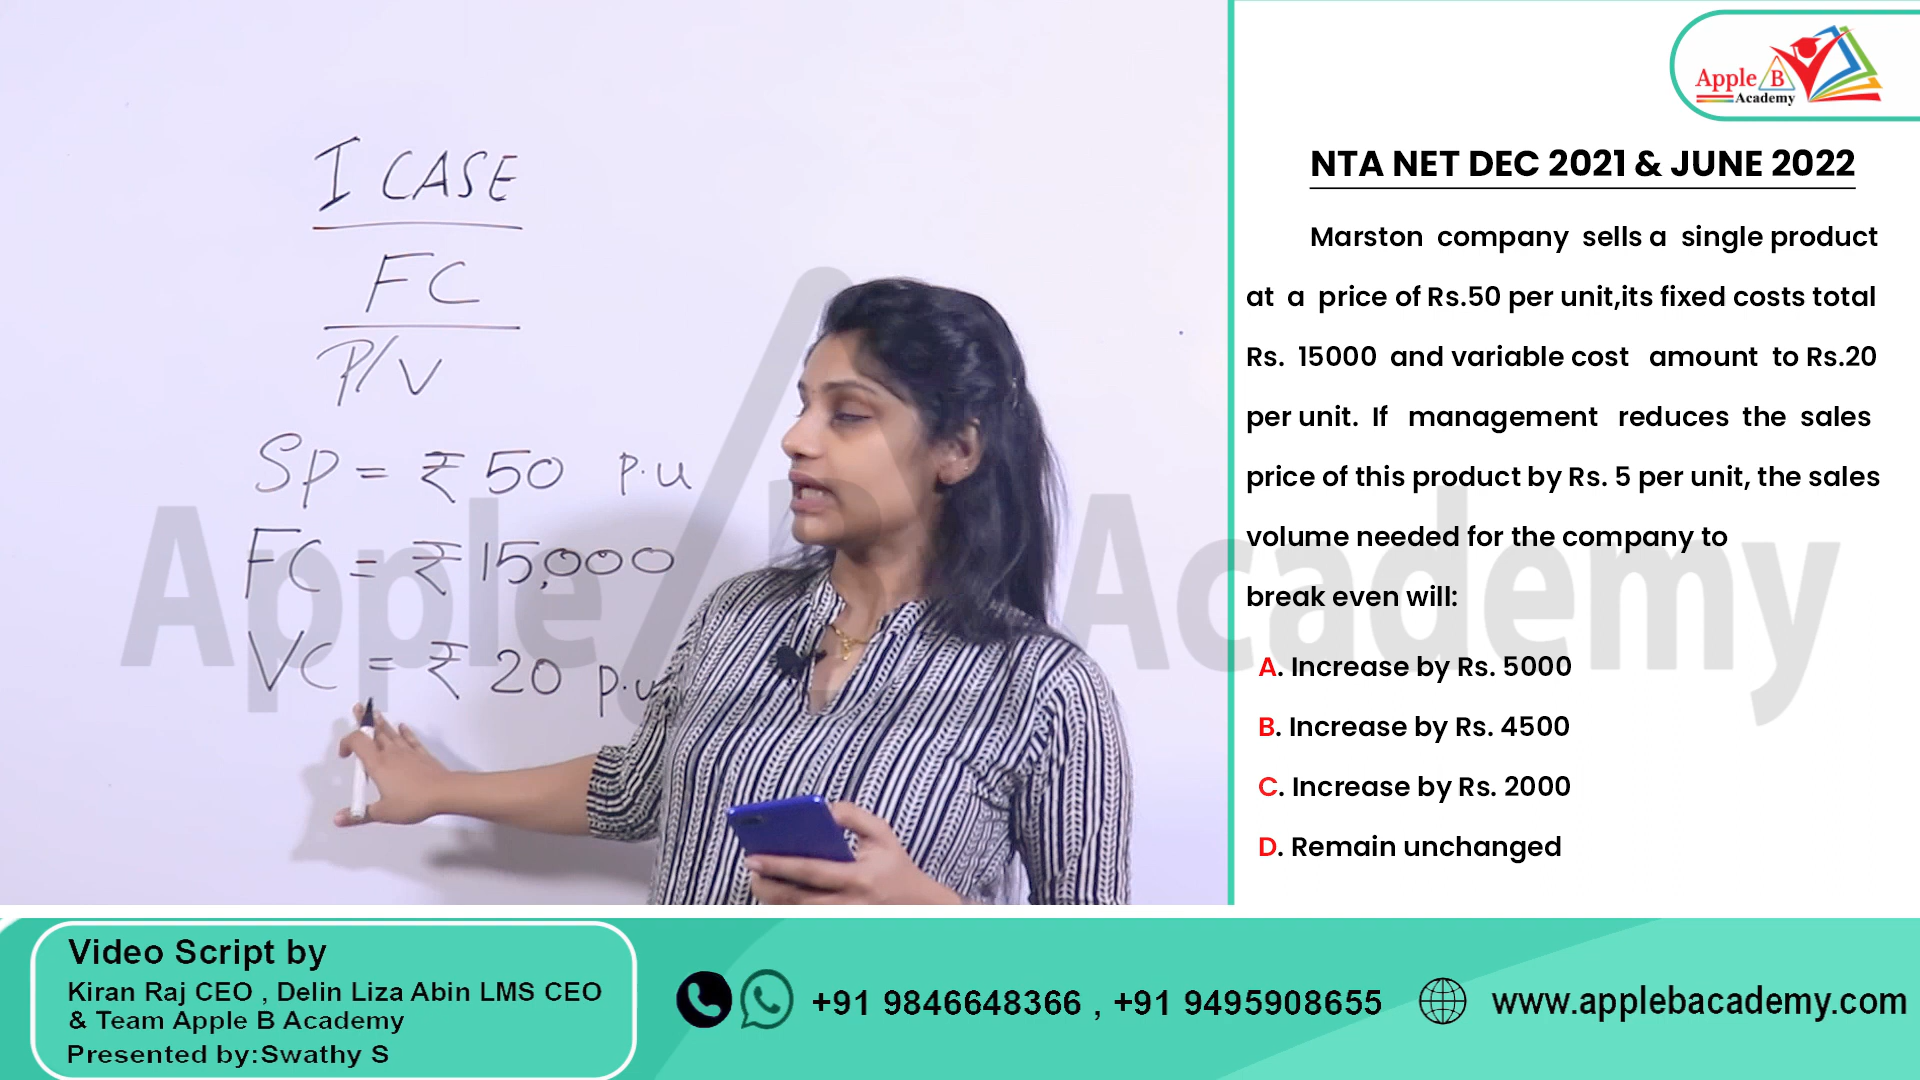 I CASE
FC
P/V
SP = ₹ 50 p.u
FC = ₹ 15,000
VC = ₹ 20 p.u
Apple B Academy
Apple B
Academy
NTA NET DEC 2021 & JUNE 2022
Marston company sells a single product
at a price of Rs.50 per unit,its fixed costs total
Rs. 15000 and variable cost amount to Rs.20
per unit. If management reduces the sales
price of this product by Rs. 5 per unit, the sales
volume needed for the company to
break even will:
A. Increase by Rs. 5000
B. Increase by Rs. 4500
C. Increase by Rs. 2000
D. Remain unchanged
Video Script by
Kiran Raj CEO , Delin Liza Abin LMS CEO
& Team Apple B Academy
Presented by:Swathy S
+91 9846648366 , +91 9495908655
www.applebacademy.com